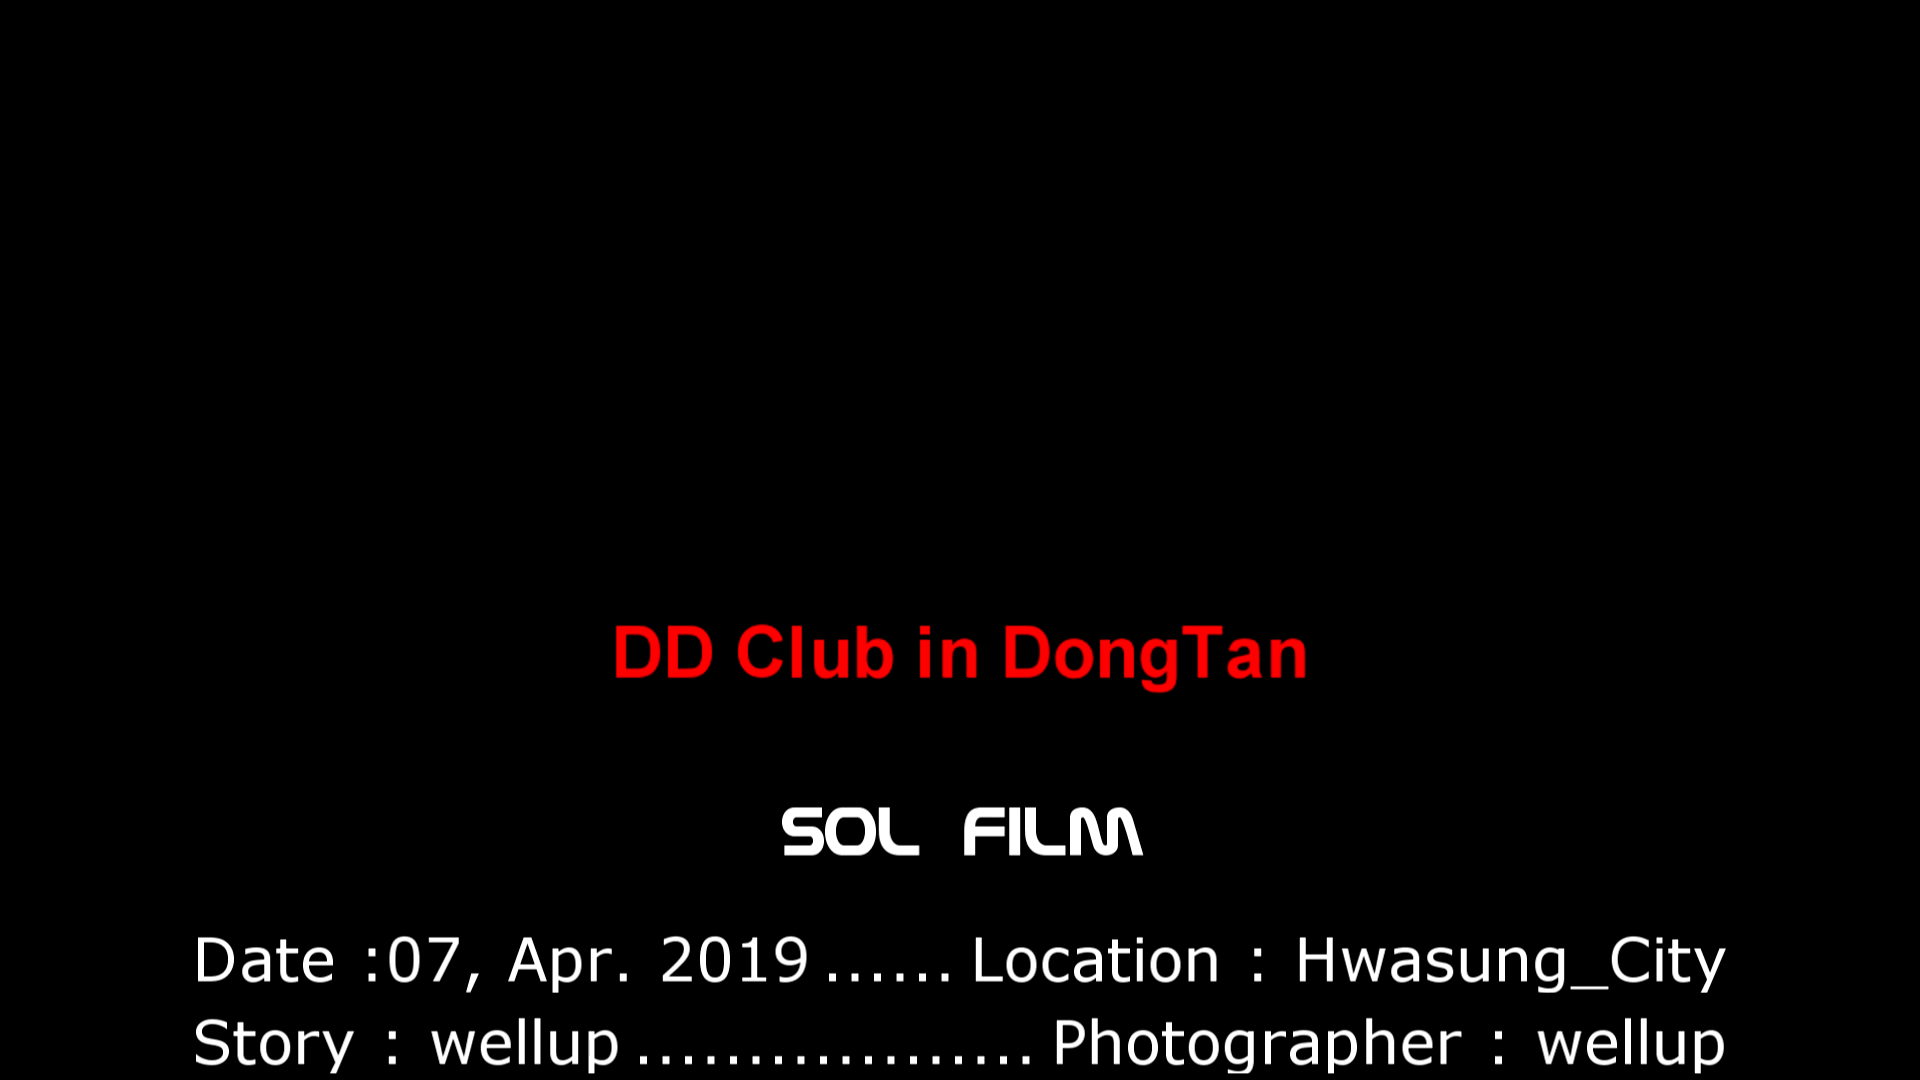 DD Club in DongTan
SOL FILM
Date :07, Apr. 2019 ...... Location : Hwasung_City
Story : wellup .................. Photographer : wellup